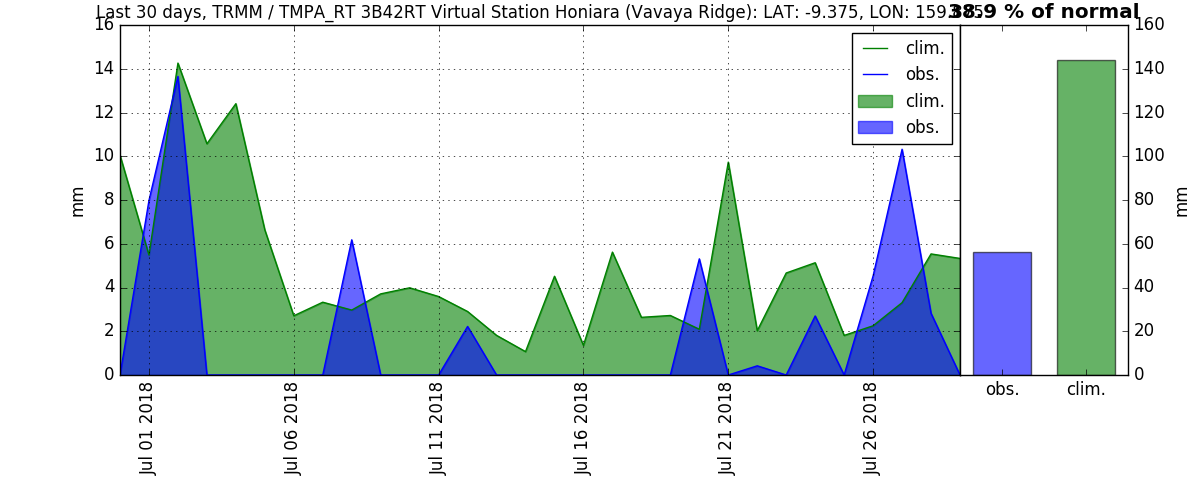 Last 30 days, TRMM / TMPA_RT 3B42RT Virtual Station Honiara (Vavaya Ridge): LAT: -9.375, LON:
38.9 % of normal
16
14
12
10
8
6
4
2
0
mm
clim.
obs.
clim.
obs.
160
140
120
100
80
60
40
20
0
mm
Jul 01 2018
Jul 06 2018
Jul 11 2018
Jul 16 2018
Jul 21 2018
Jul 26 2018
obs.
clim.